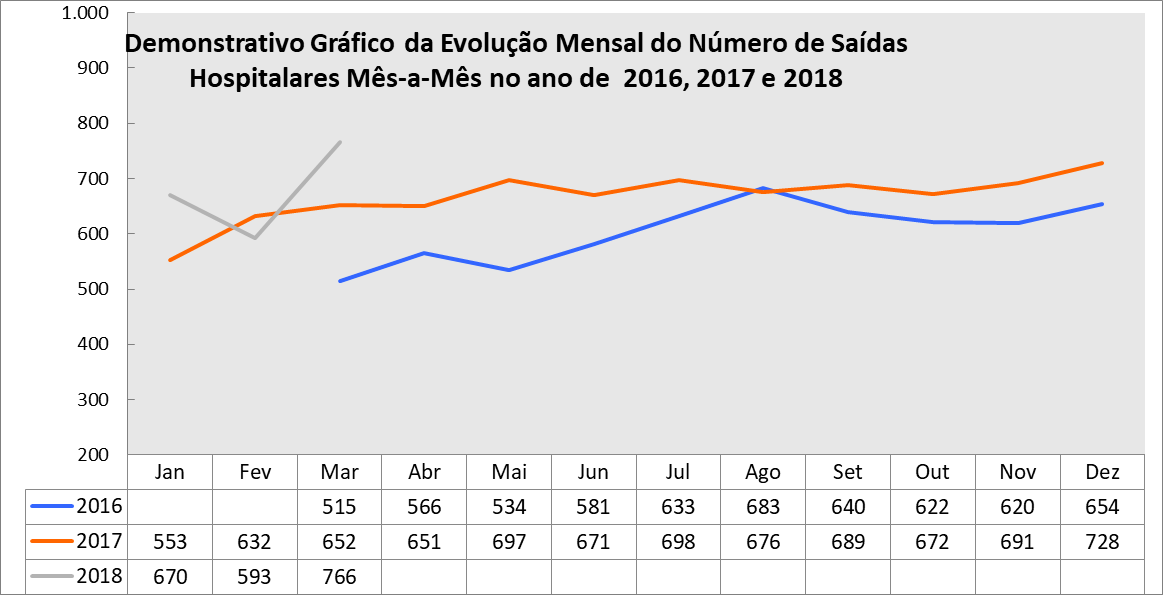 Demonstrativo Gráfico da Evolução Mensal do Número de Saídas
Hospitalares Mês-a-Mês no ano de 2016, 2017 e 2018
1.000
900
800
700
600
500
400
300
200
Jan Fev Mar Abr Mai Jun Jul Ago Set Out Nov Dez
2016 515 566 534 581 633 683 640 622 620 654
2017 553 632 652 651 697 671 698 676 689 672 691 728
2018 670 593 766